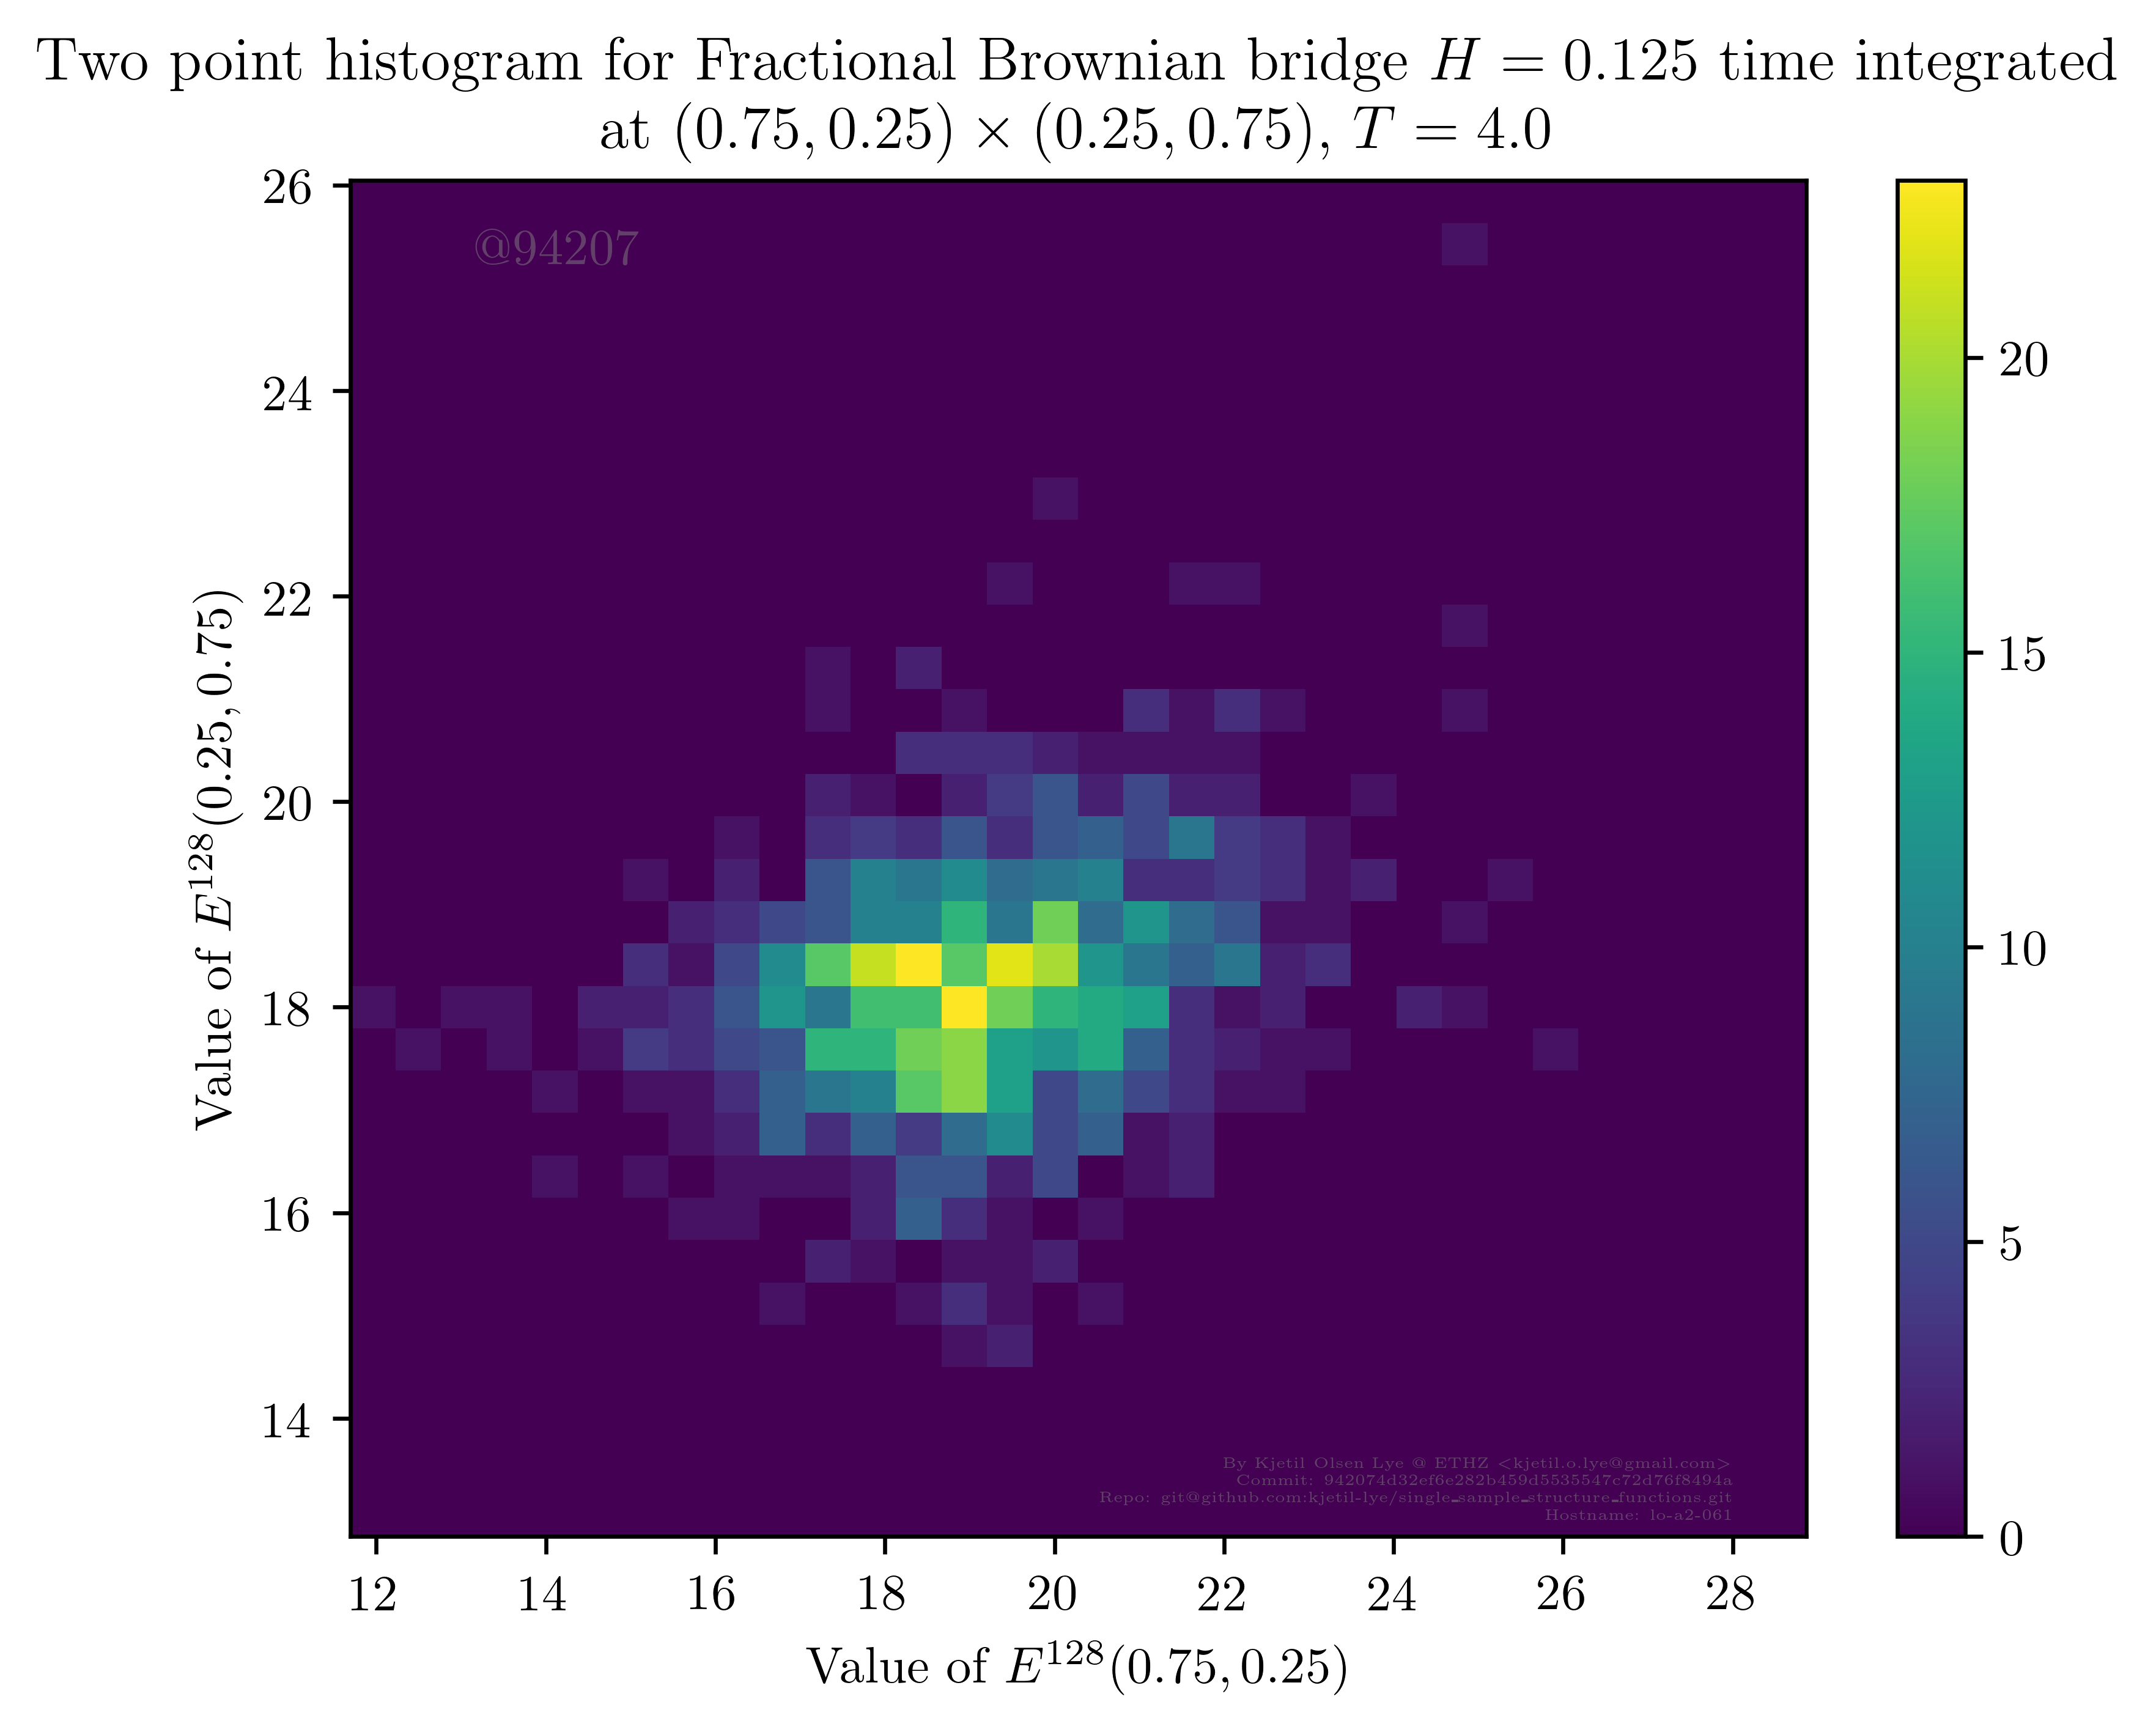 Two point histogram for Fractional Brownian bridge H = 0.125 time integrated
at (0.75, 0.25) × (0.25, 0.75), T = 4.0
26
24
22
20
18
16
14
Value of E^128(0.25, 0.75)
@94207
By Kjetil Olsen Lye @ ETHZ <kjetil.o.lye@gmail.com>
Commit: 942074d32ef6e282b459d5535547c72d76f8494a
Repo: git@github.com:kjetil-lye/single_sample_structure_functions.git
Hostname: lo-a2-061
12 14 16 18 20 22 24 26 28
Value of E^128(0.75, 0.25)
20
15
10
5
0